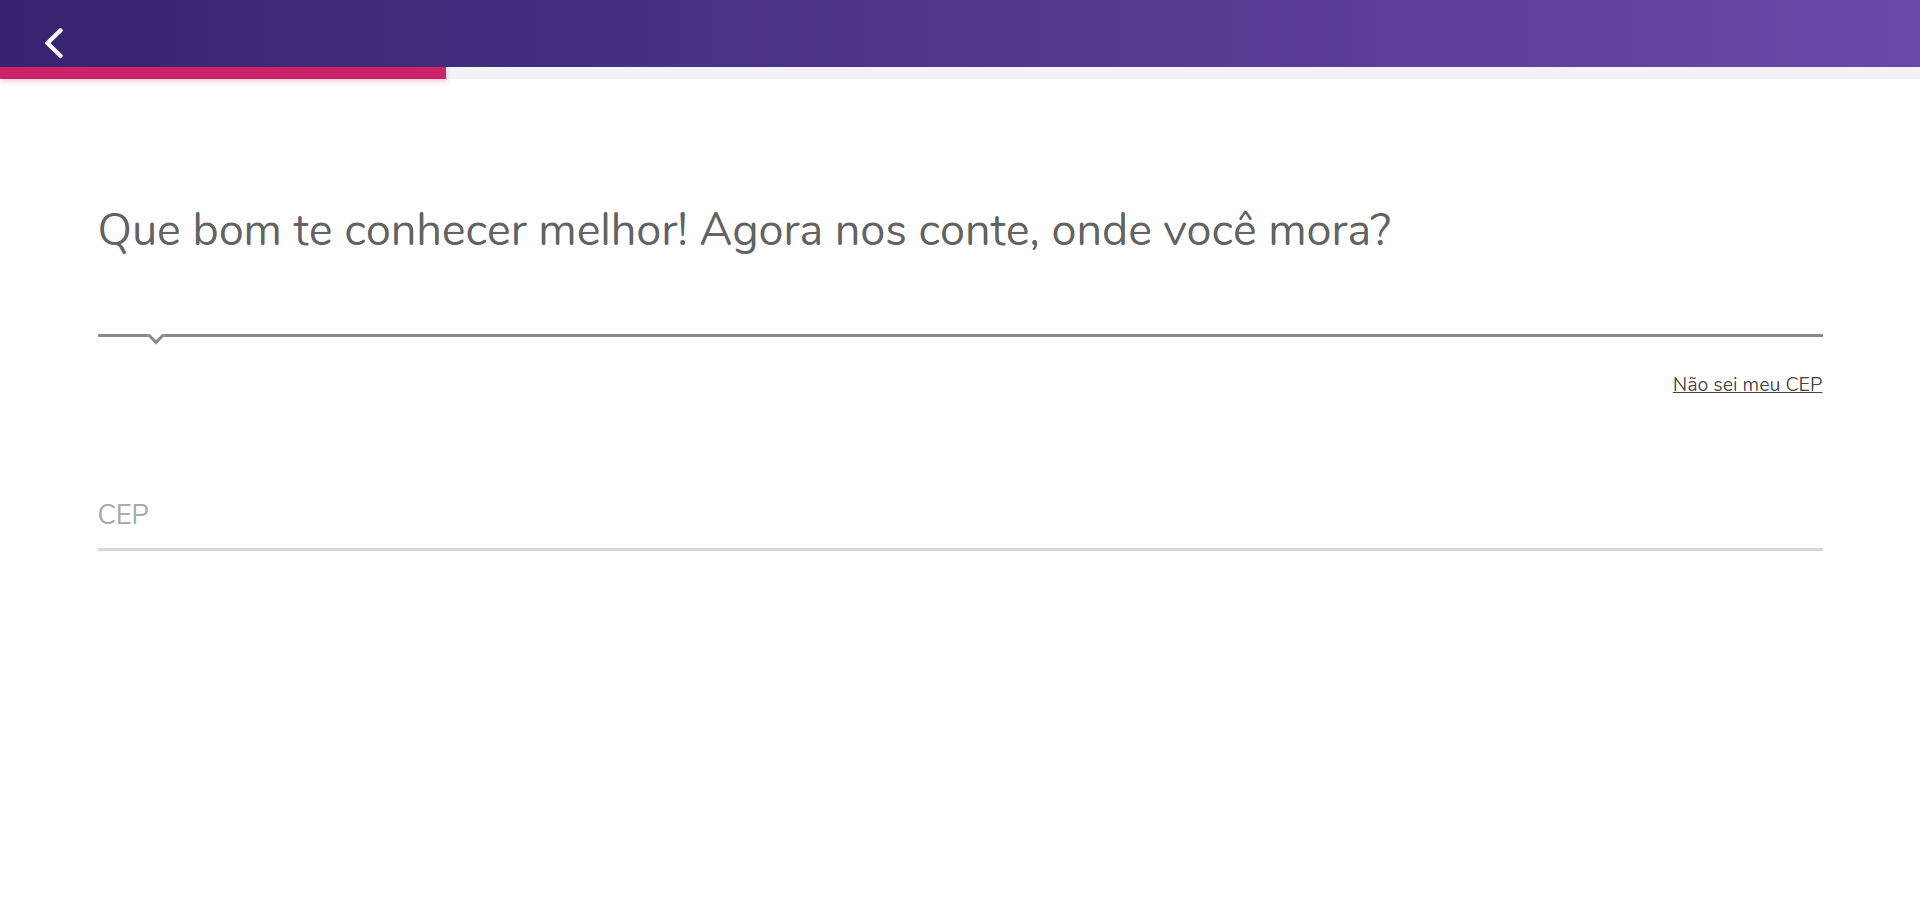 Que bom te conhecer melhor! Agora nos conte, onde você mora?
Não sei meu CEP
CEP